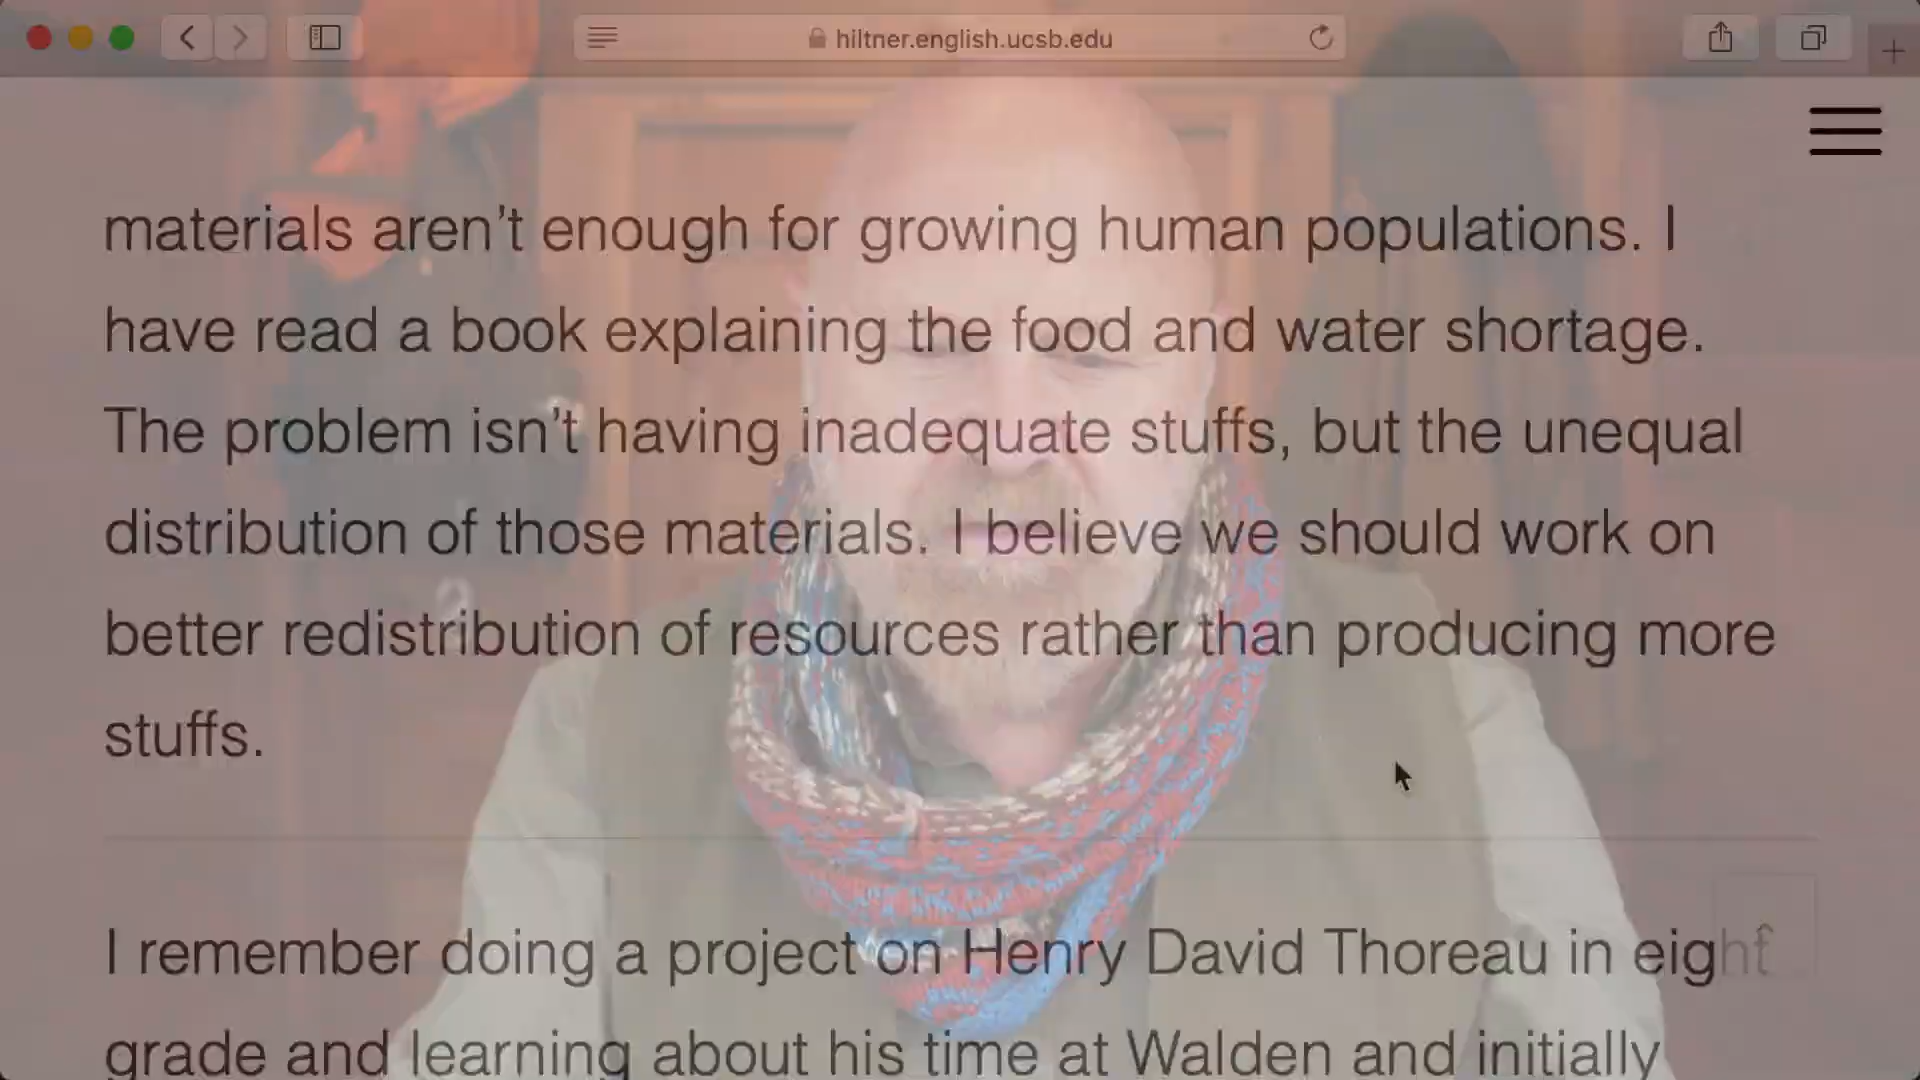 hiltner.english.ucsb.edu
materials aren’t enough for growing human populations. I
have read a book explaining the food and water shortage.
The problem isn’t having inadequate stuffs, but the unequal
distribution of those materials. I believe we should work on
better redistribution of resources rather than producing more
stuffs.
I remember doing a project on Henry David Thoreau in eight
grade and learning about his time at Walden and initially